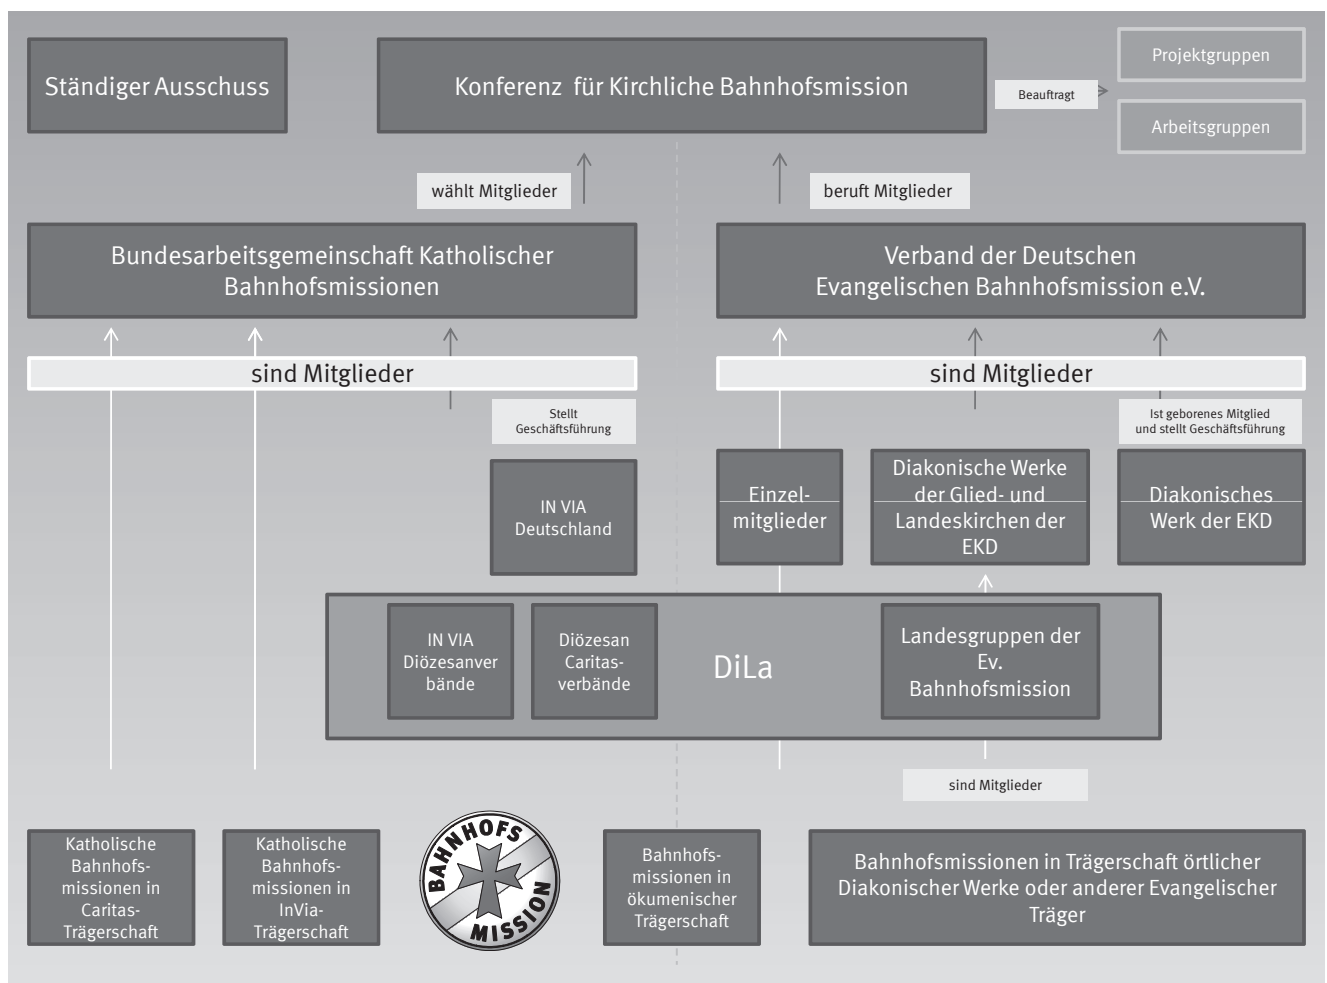 Ständiger Ausschuss
Konferenz für Kirchliche Bahnhofsmission
Beauftragt
Projektgruppen
Arbeitsgruppen
wählt Mitglieder
beruft Mitglieder
Bundesarbeitsgemeinschaft Katholischer
Bahnhofsmissionen
Verband der Deutschen
Evangelischen Bahnhofsmission e.V.
sind Mitglieder
sind Mitglieder
Stellt
Geschäftsführung
Ist geborenes Mitglied
und stellt Geschäftsführung
IN VIA
Deutschland
Einzel-
mitglieder
Diakonische Werke
der Glied- und
Landeskirchen der
EKD
Diakonisches
Werk der EKD
IN VIA
Diözesanver
bände
Diözesan
Caritas-
verbände
DiLa
Landesgruppen der
Ev.
Bahnhofsmission
sind Mitglieder
Katholische
Bahnhofs-
missionen in
Caritas-
Trägerschaft
Katholische
Bahnhofs-
missionen in
InVia-
Trägerschaft
BAHNHOFS
MISSION
Bahnhofs-
missionen in
ökumenischer
Trägerschaft
Bahnhofsmissionen in Trägerschaft örtlicher
Diakonischer Werke oder anderer Evangelischer
Träger